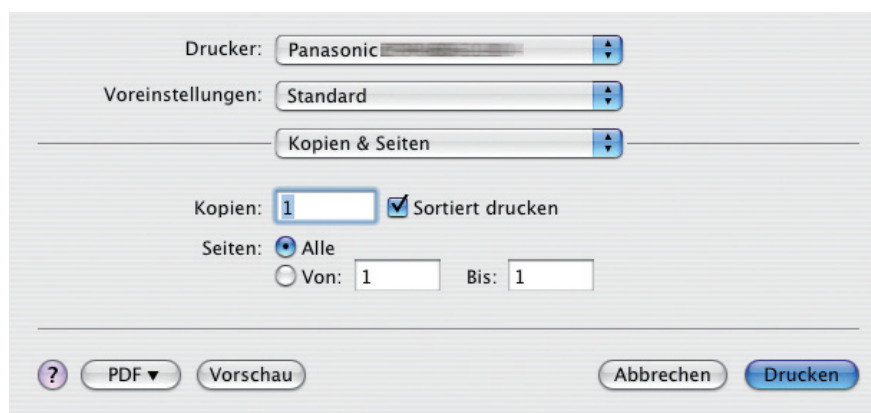 Drucker: Panasonic
Voreinstellungen: Standard
Kopien & Seiten
Kopien: 1 Sortiert drucken
Seiten: Alle
Von: 1 Bis: 1
? PDF ▼ Vorschau Abbrechen Drucken